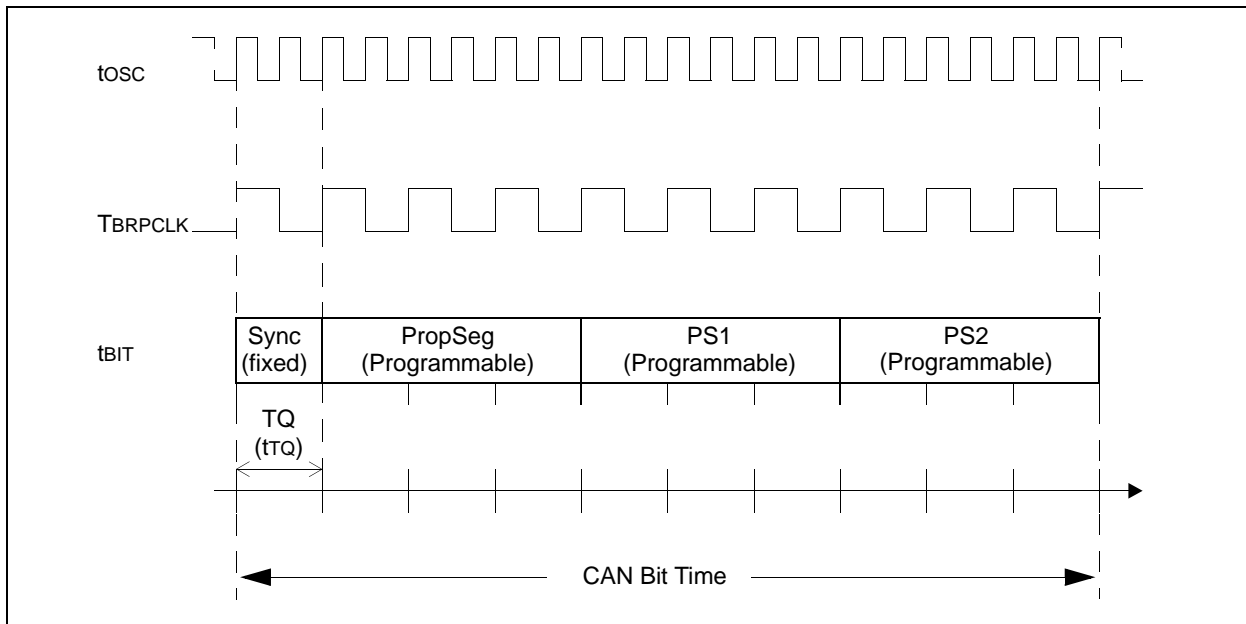 tOSC
TBRPCLK
tBIT
Sync
(fixed)
PropSeg
(Programmable)
PS1
(Programmable)
PS2
(Programmable)
TQ
(tTQ)
CAN Bit Time